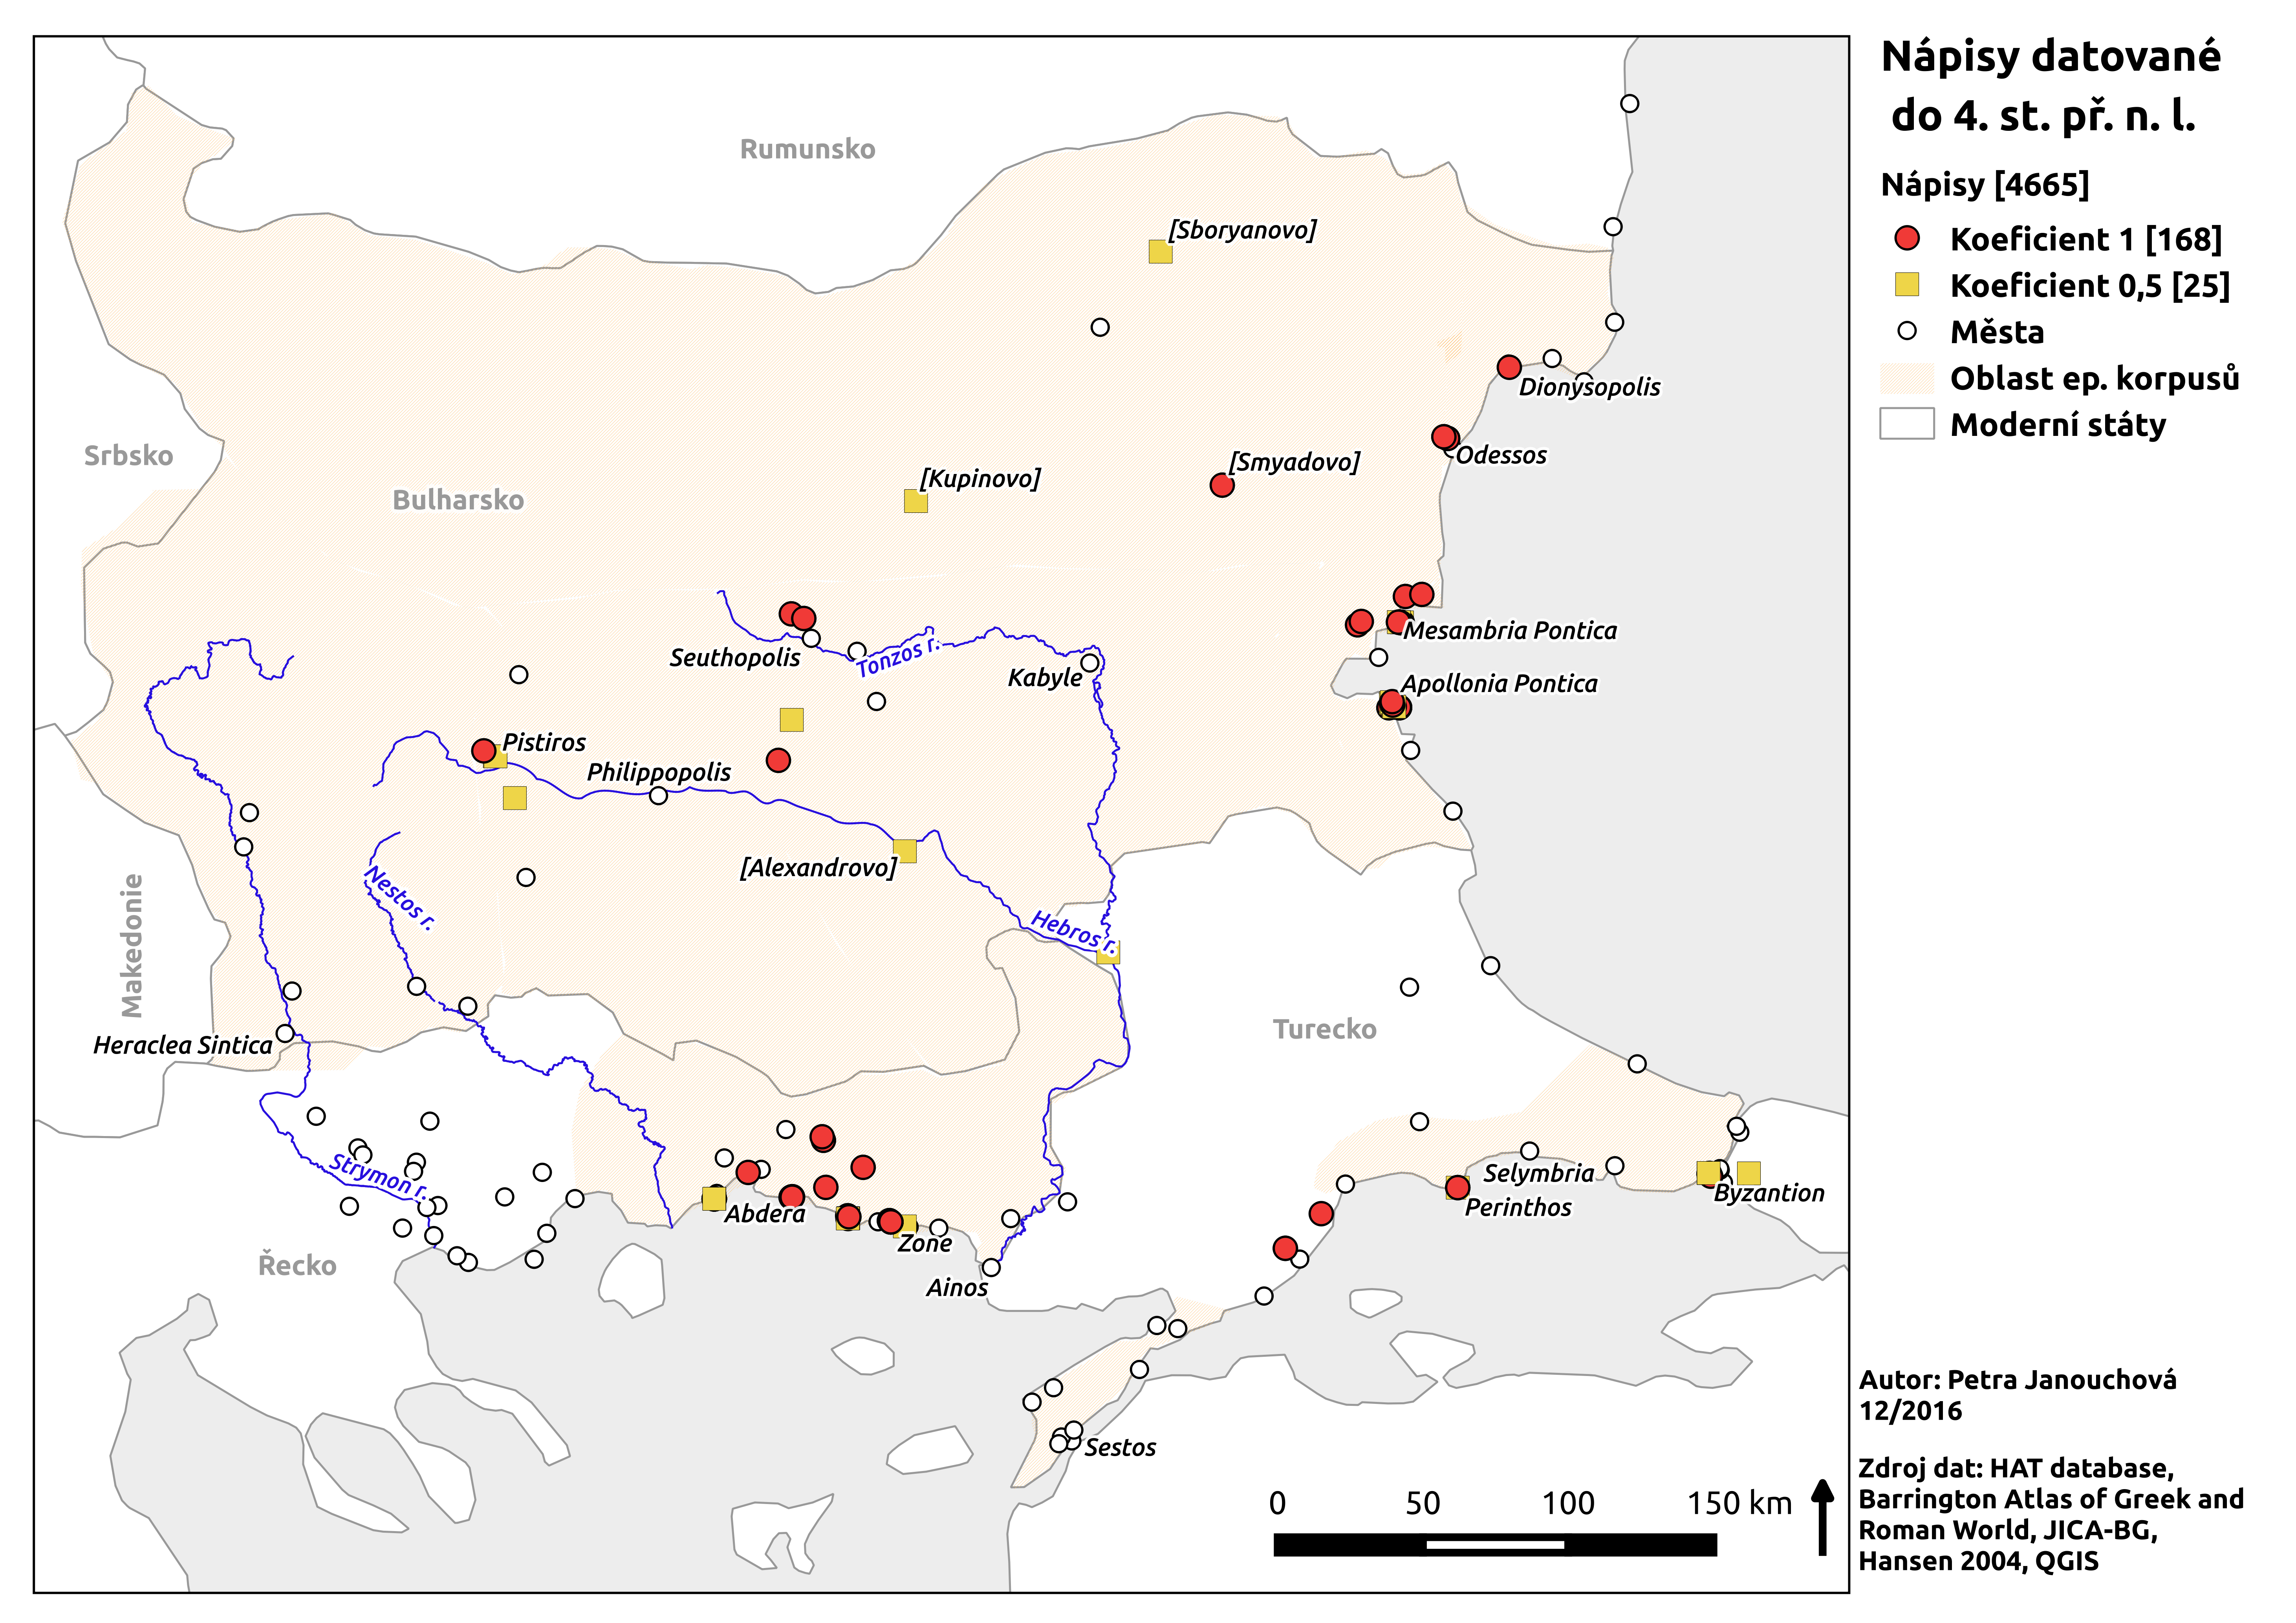 Nápisy datované
do 4. st. př. n. l.
Nápisy [4665]
Koeficient 1 [168]
Koeficient 0,5 [25]
Města
Oblast ep. korpusů
Moderní státy
Rumunsko
[Sboryanovo]
Dionysopolis
Srbsko
Odessos
[Smyadovo]
[Kupinovo]
Bulharsko
Mesambria Pontica
Seuthopolis
Tonzos r.
Kabyle
Apollonia Pontica
Pistiros
Philippopolis
[Alexandrovo]
Nestos r.
Hebros r.
Makedonie
Heraclea Sintica
Turecko
Strymon r.
Selymbria
Byzantion
Perinthos
Abdera
Zone
Řecko
Ainos
Sestos
0 50 100 150 km
Autor: Petra Janouchová
12/2016
Zdroj dat: HAT database,
Barrington Atlas of Greek and
Roman World, JICA-BG,
Hansen 2004, QGIS